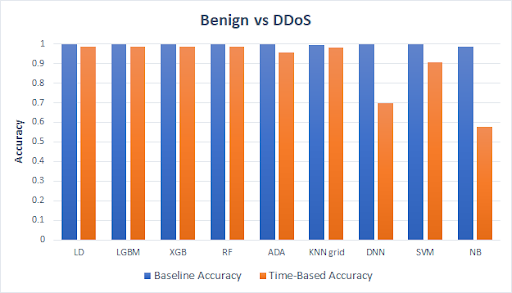 Benign vs DDoS
Accuracy
1
0.9
0.8
0.7
0.6
0.5
0.4
0.3
0.2
0.1
0
LD LGBM XGB RF ADA KNN grid DNN SVM NB
Baseline Accuracy Time-Based Accuracy